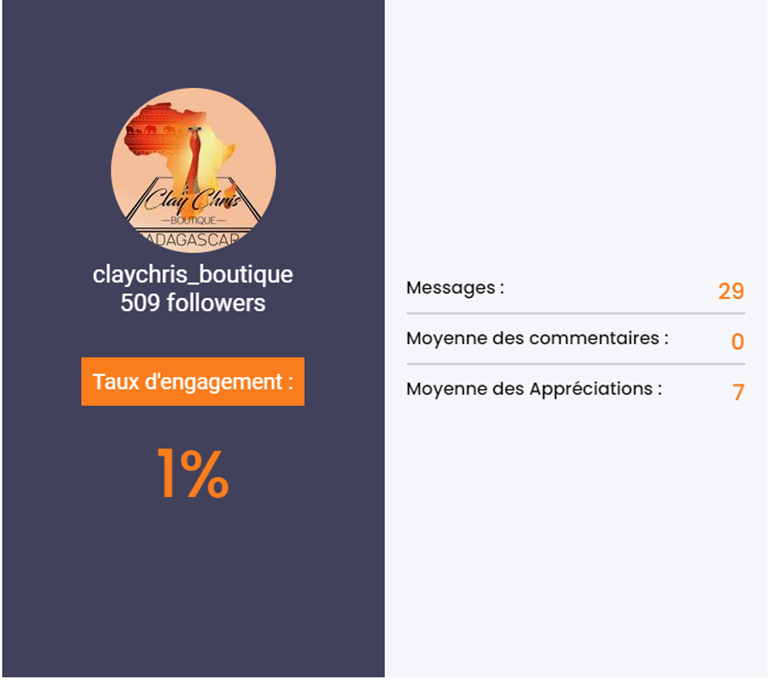 Clay Chris
BOUTIQUE
ADAGASCAR
claychris_boutique
509 followers
Taux d'engagement :
1%
Messages : 29
Moyenne des commentaires : 0
Moyenne des Appréciations : 7